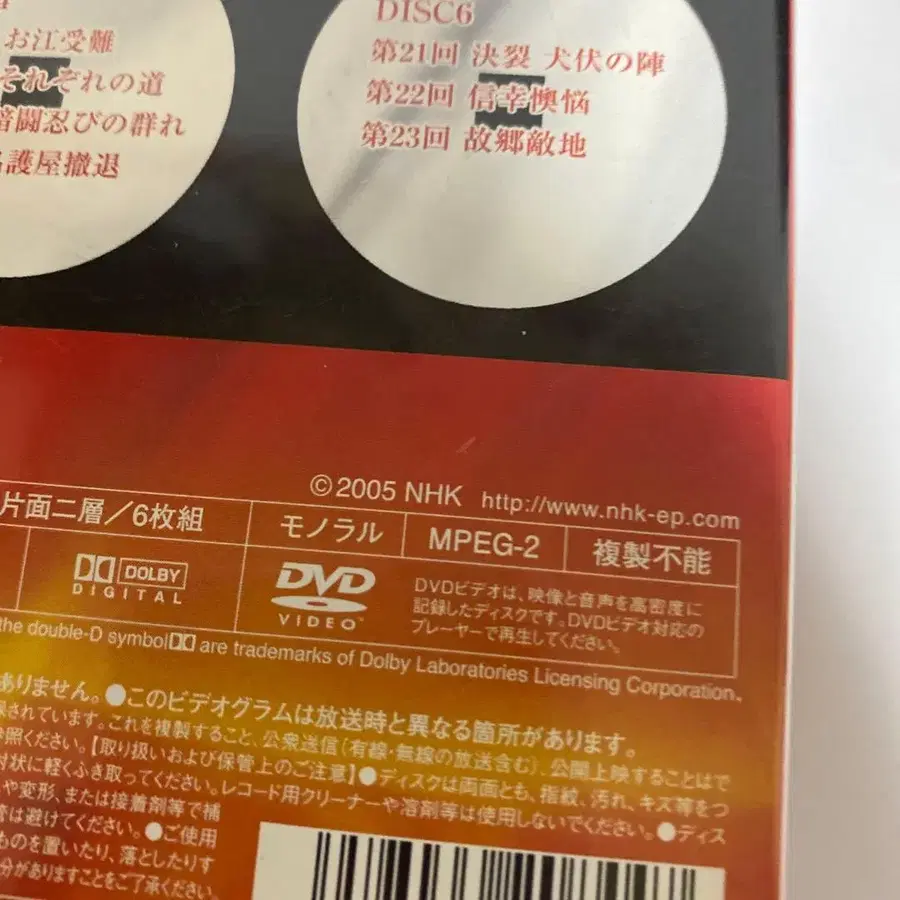 お江受難
それぞれの道
暗闘忍びの群れ
名護屋撤退
DISC6
第21回 決裂 犬伏の陣
第22回 信幸懊悩
第23回 故郷敵地
©2005 NHK http://www.nhk-ep.com
片面二層/6枚組 モノラル MPEG-2 複製不能
DOLBY DIGITAL
DVD VIDEO
DVDビデオは、映像と音声を高密度に
記録したディスクです。DVDビデオ対応の
プレーヤーで再生してください。
the double-D symbol are trademarks of Dolby Laboratories Licensing Corporation.
ありません。●このビデオグラムは放送時と異なる箇所があります。
されています。これを複製すること、公衆送信(有線・無線の放送含む)、公開上映することはで
参照ください。【取り扱いおよび保管上のご注意】●ディスクは両面とも、指紋、汚れ、キズ等をつ
状に軽くふき取ってください。レコード用クリーナーや溶剤等は使用しないでください。●ディス
や変形、または接着剤等で補
は避けてください。●ご使用
ものを置いたり、落としたりす
分がありますことをご了承ください。